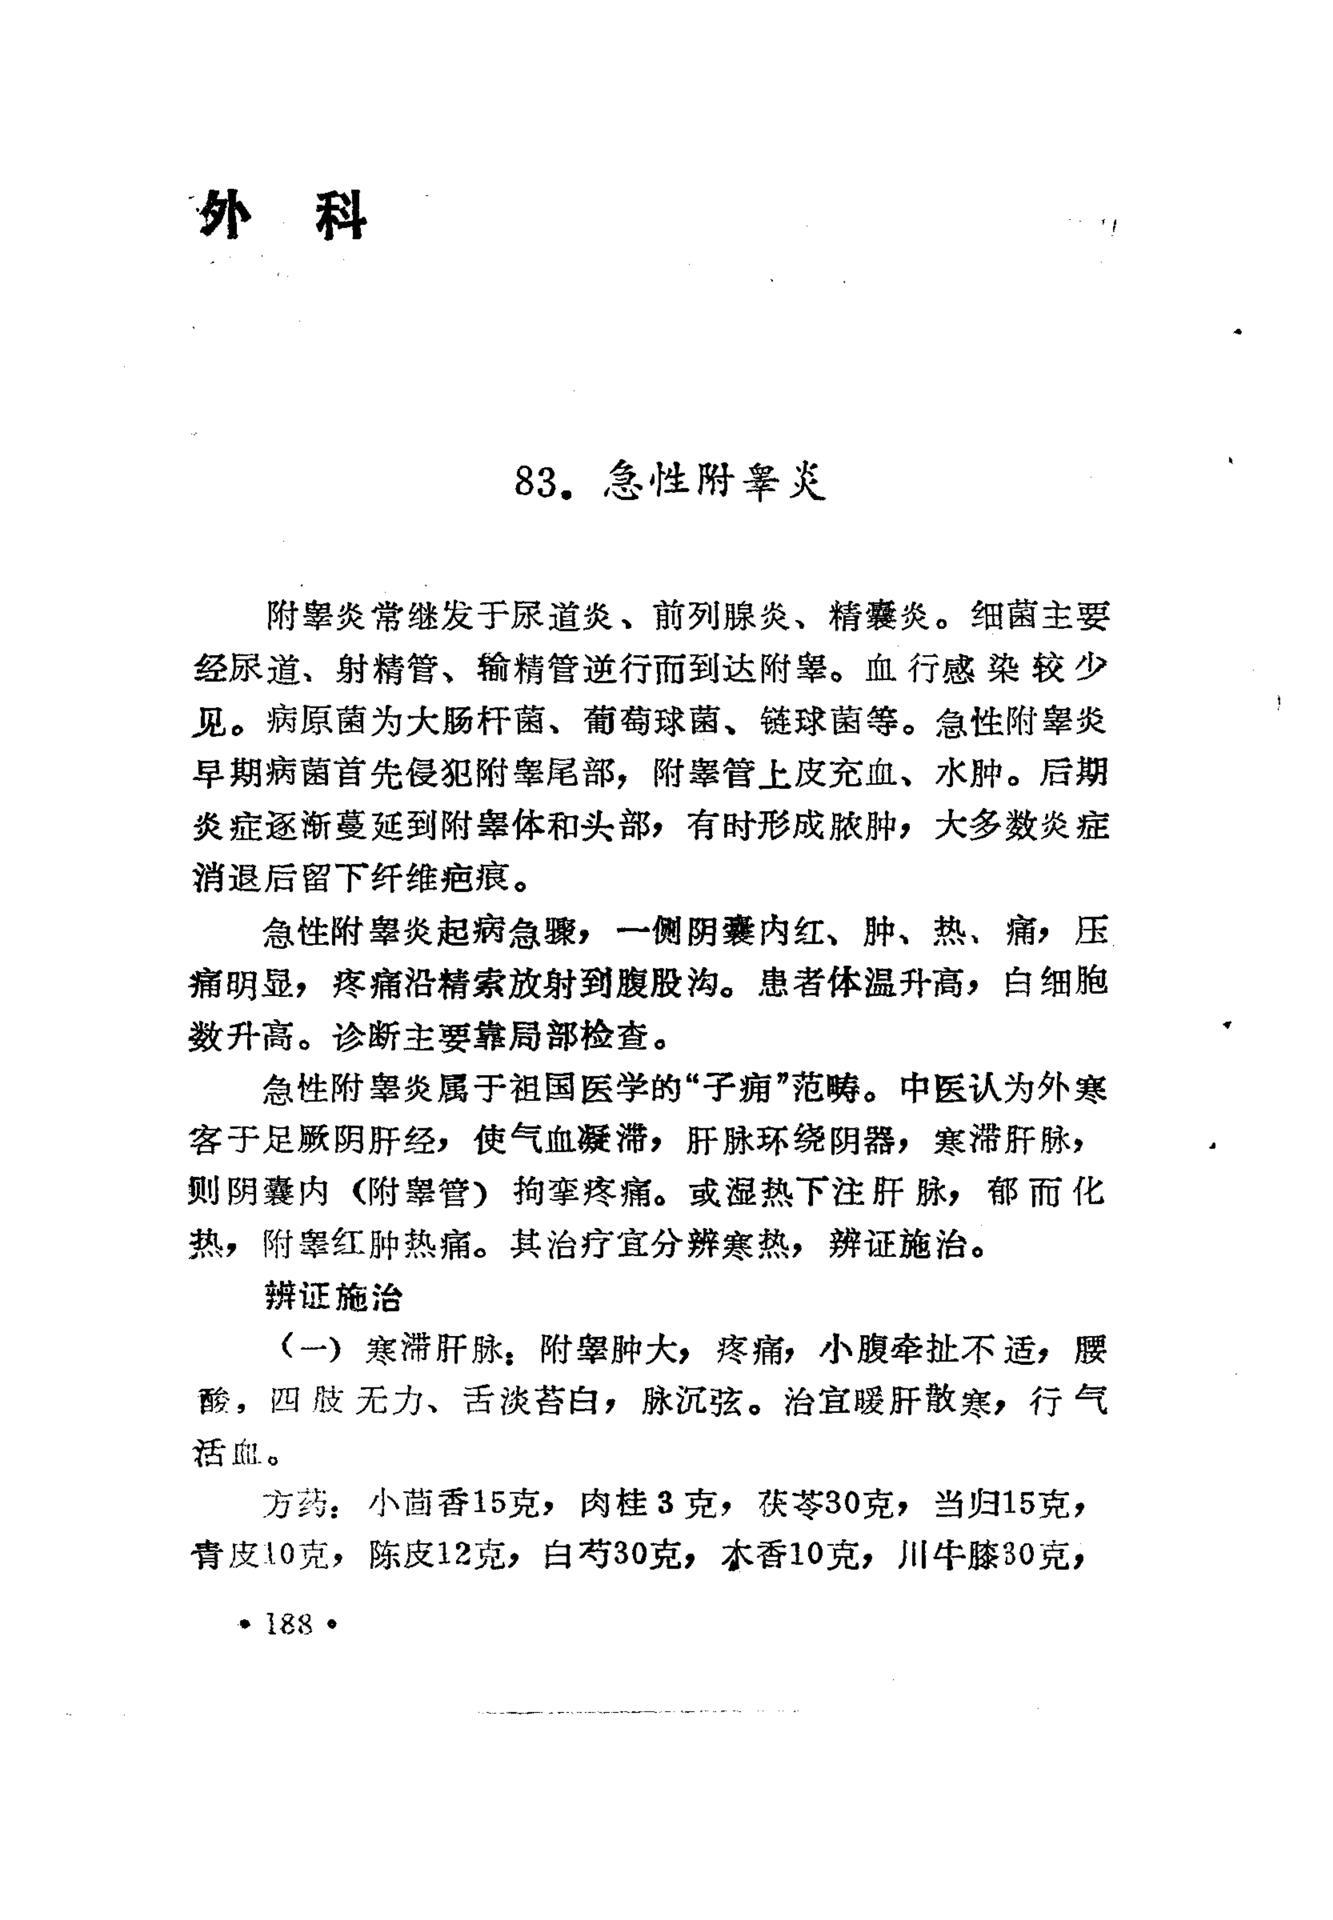 外 科
83. 急性附睾炎
附睾炎常继发于尿道炎、前列腺炎、精囊炎。细菌主要
经尿道、射精管、输精管逆行而到达附睾。血行感染较少
见。病原菌为大肠杆菌、葡萄球菌、链球菌等。急性附睾炎
早期病菌首先侵犯附睾尾部，附睾管上皮充血、水肿。后期
炎症逐渐蔓延到附睾体和头部，有时形成脓肿，大多数炎症
消退后留下纤维疤痕。
急性附睾炎起病急骤，一侧阴囊内红、肿、热、痛，压
痛明显，疼痛沿精索放射到腹股沟。患者体温升高，白细胞
数升高。诊断主要靠局部检查。
急性附睾炎属于祖国医学的“子痈”范畴。中医认为外寒
客于足厥阴肝经，使气血凝滞，肝脉环绕阴器，寒滞肝脉，
则阴囊内（附睾管）拘挛疼痛。或湿热下注肝脉，郁而化
热，附睾红肿热痛。其治疗宜分辨寒热，辨证施治。
辨证施治
（一）寒滞肝脉：附睾肿大，疼痛，小腹牵扯不适，腰
酸，四肢无力、舌淡苔白，脉沉弦。治宜暖肝散寒，行气
活血。
方药：小茴香15克，肉桂3克，茯苓30克，当归15克，
青皮10克，陈皮12克，白芍30克，木香10克，川牛膝30克，
• 188 •